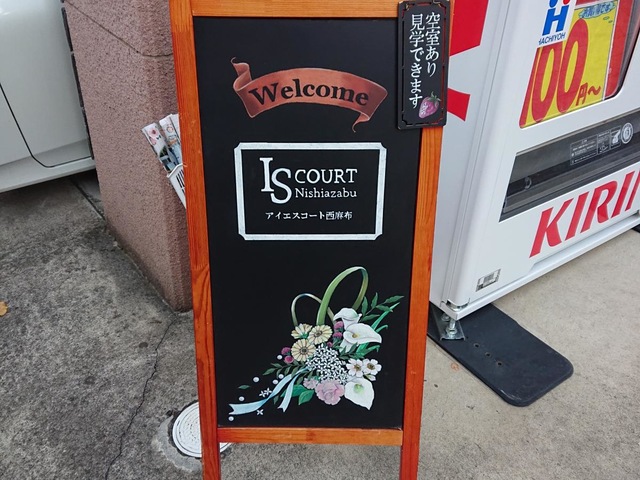 空室あり
見学できます
Welcome
IS COURT
Nishiazabu
アイエスコート西麻布
HACHIYOH
100円〜
KIRIN